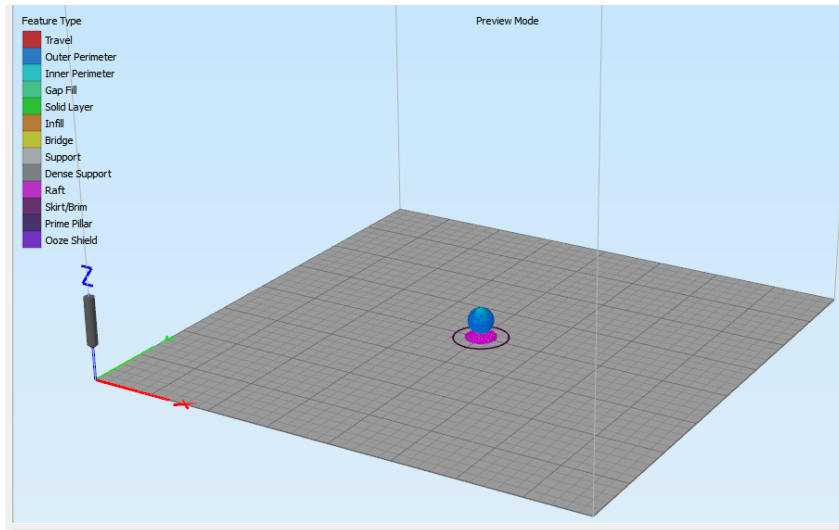 Feature Type
Preview Mode
Travel
Outer Perimeter
Inner Perimeter
Gap Fill
Solid Layer
Infill
Bridge
Support
Dense Support
Raft
Skirt/Brim
Prime Pillar
Ooze Shield
Z
Y
X